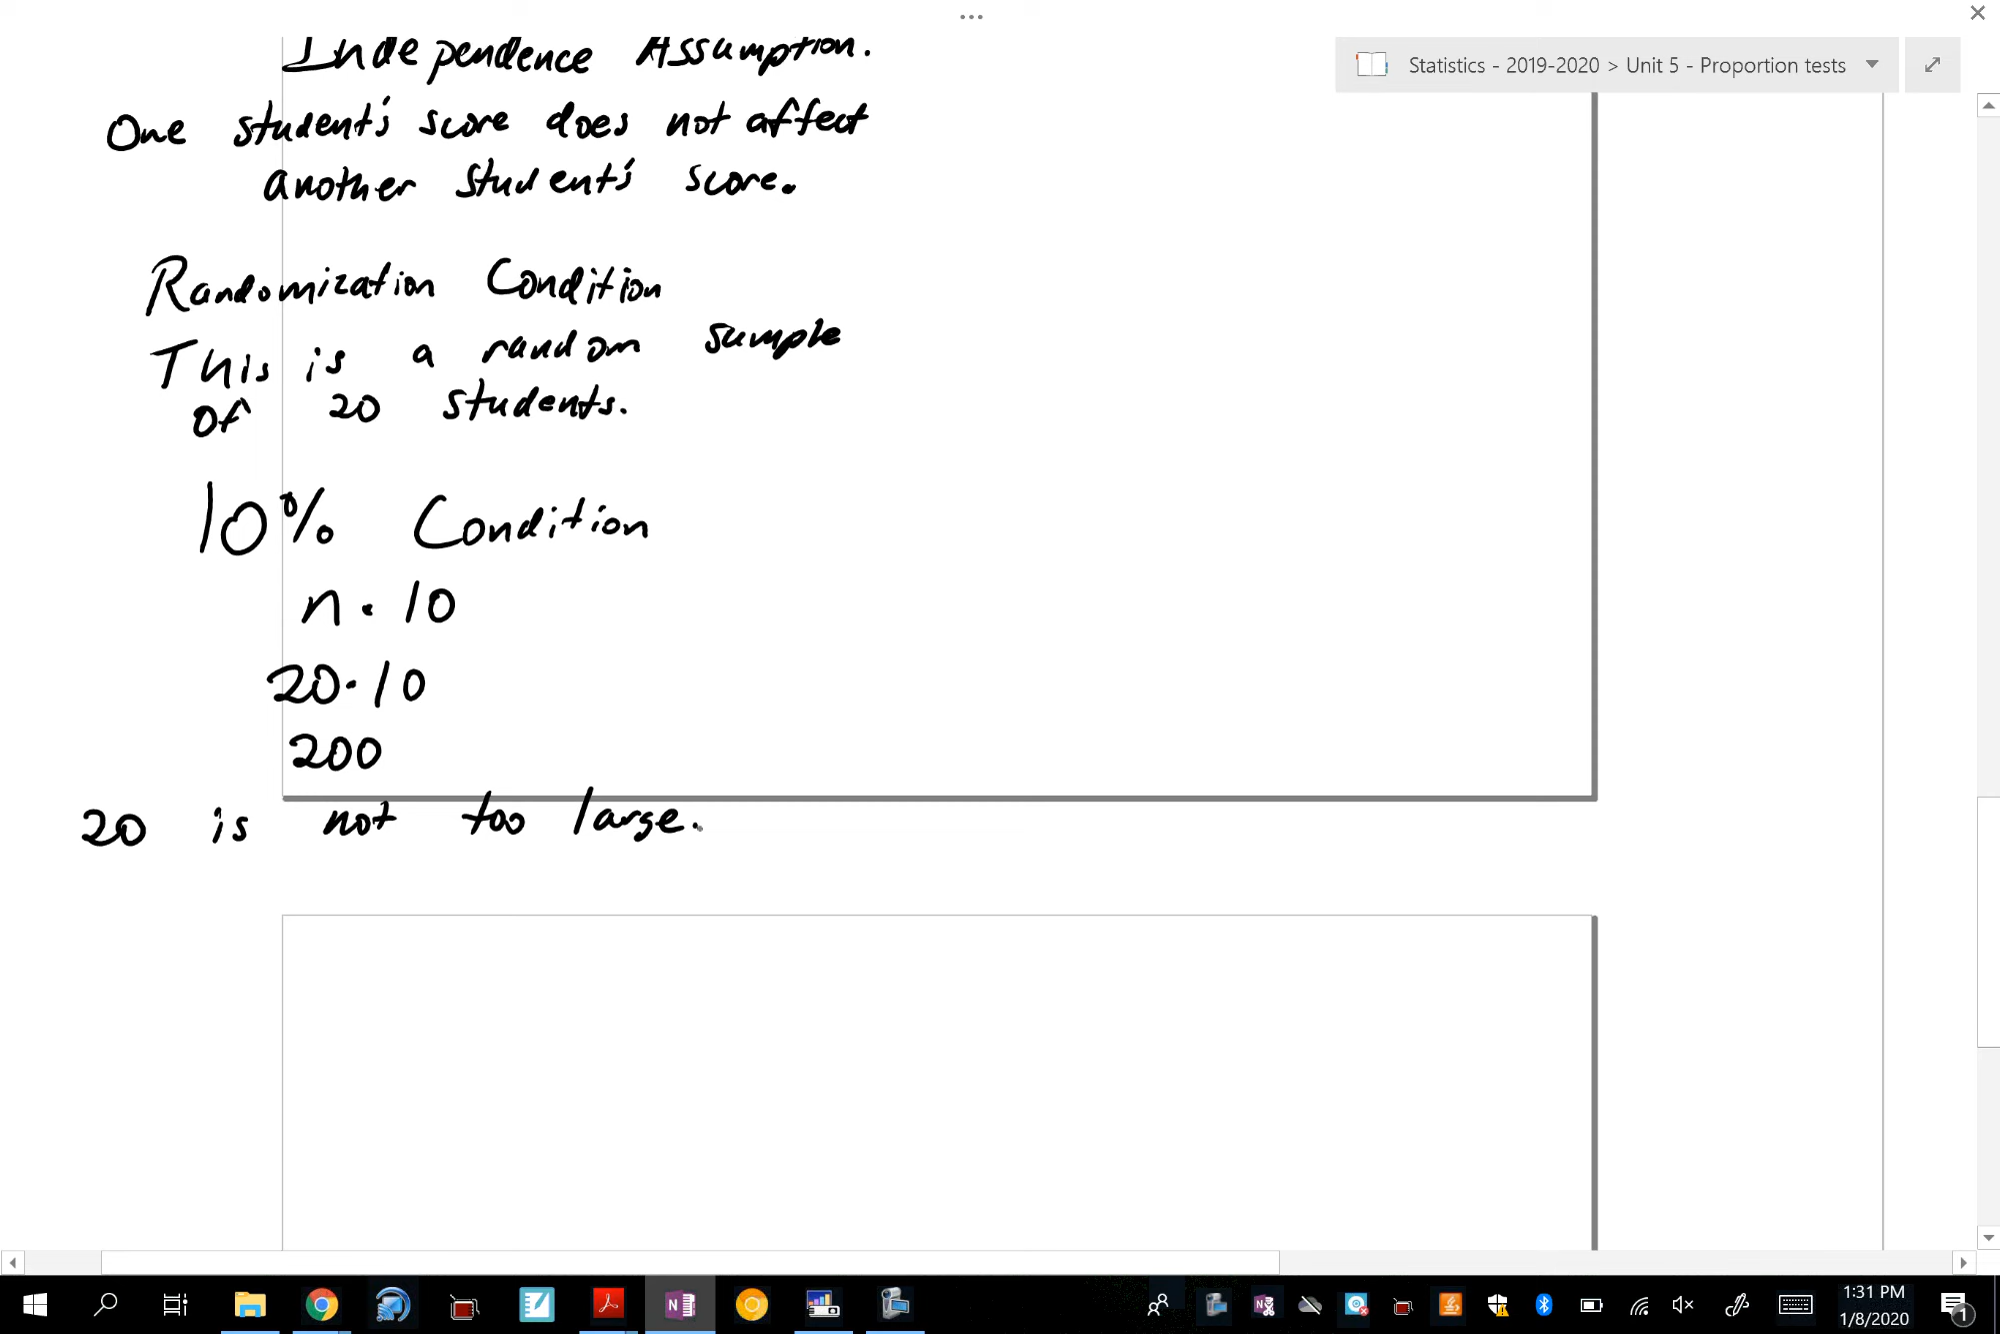 Independence Assumption.
Statistics - 2019-2020 > Unit 5 - Proportion tests
One student's score does not affect
another student's score.
Randomization Condition
This is a random sample
of 20 students.
10% Condition
n · 10
20 · 10
200
20 is not too large.
1:31 PM
1/8/2020
1